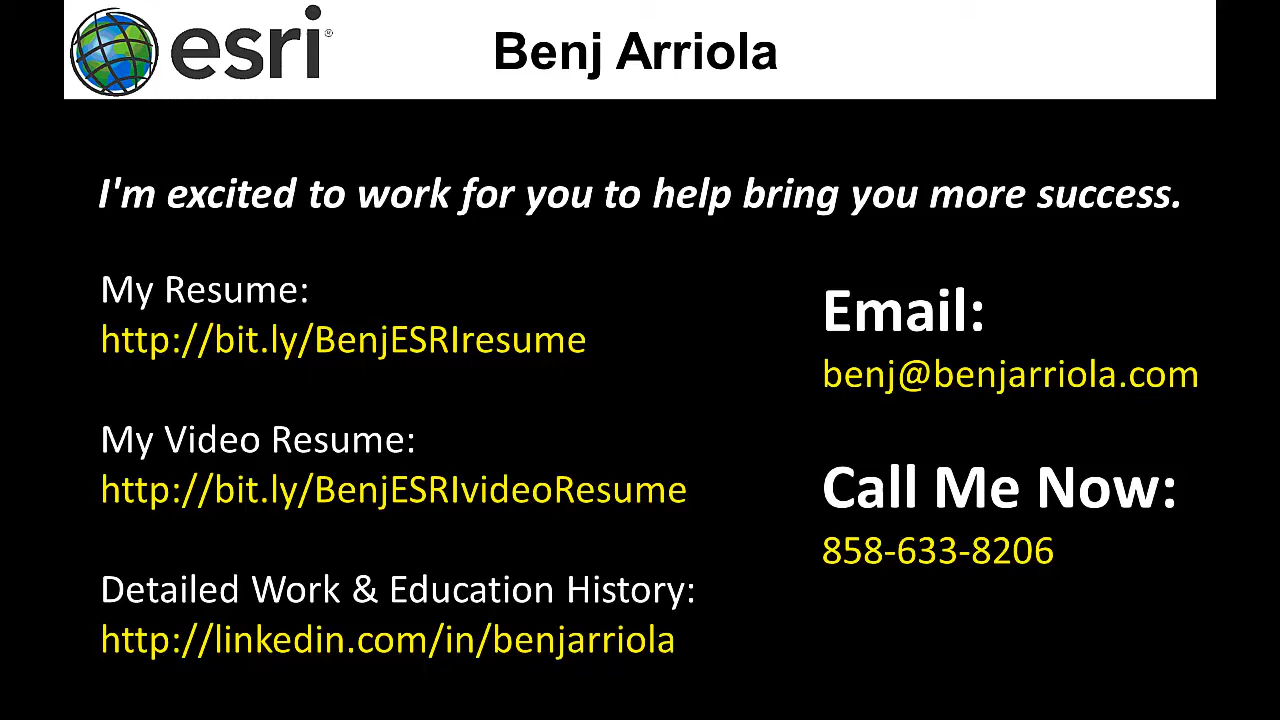 esri®
Benj Arriola
I'm excited to work for you to help bring you more success.
My Resume:
http://bit.ly/BenjESRIresume
My Video Resume:
http://bit.ly/BenjESRIvideoResume
Detailed Work & Education History:
http://linkedin.com/in/benjarriola
Email:
benj@benjarriola.com
Call Me Now:
858-633-8206